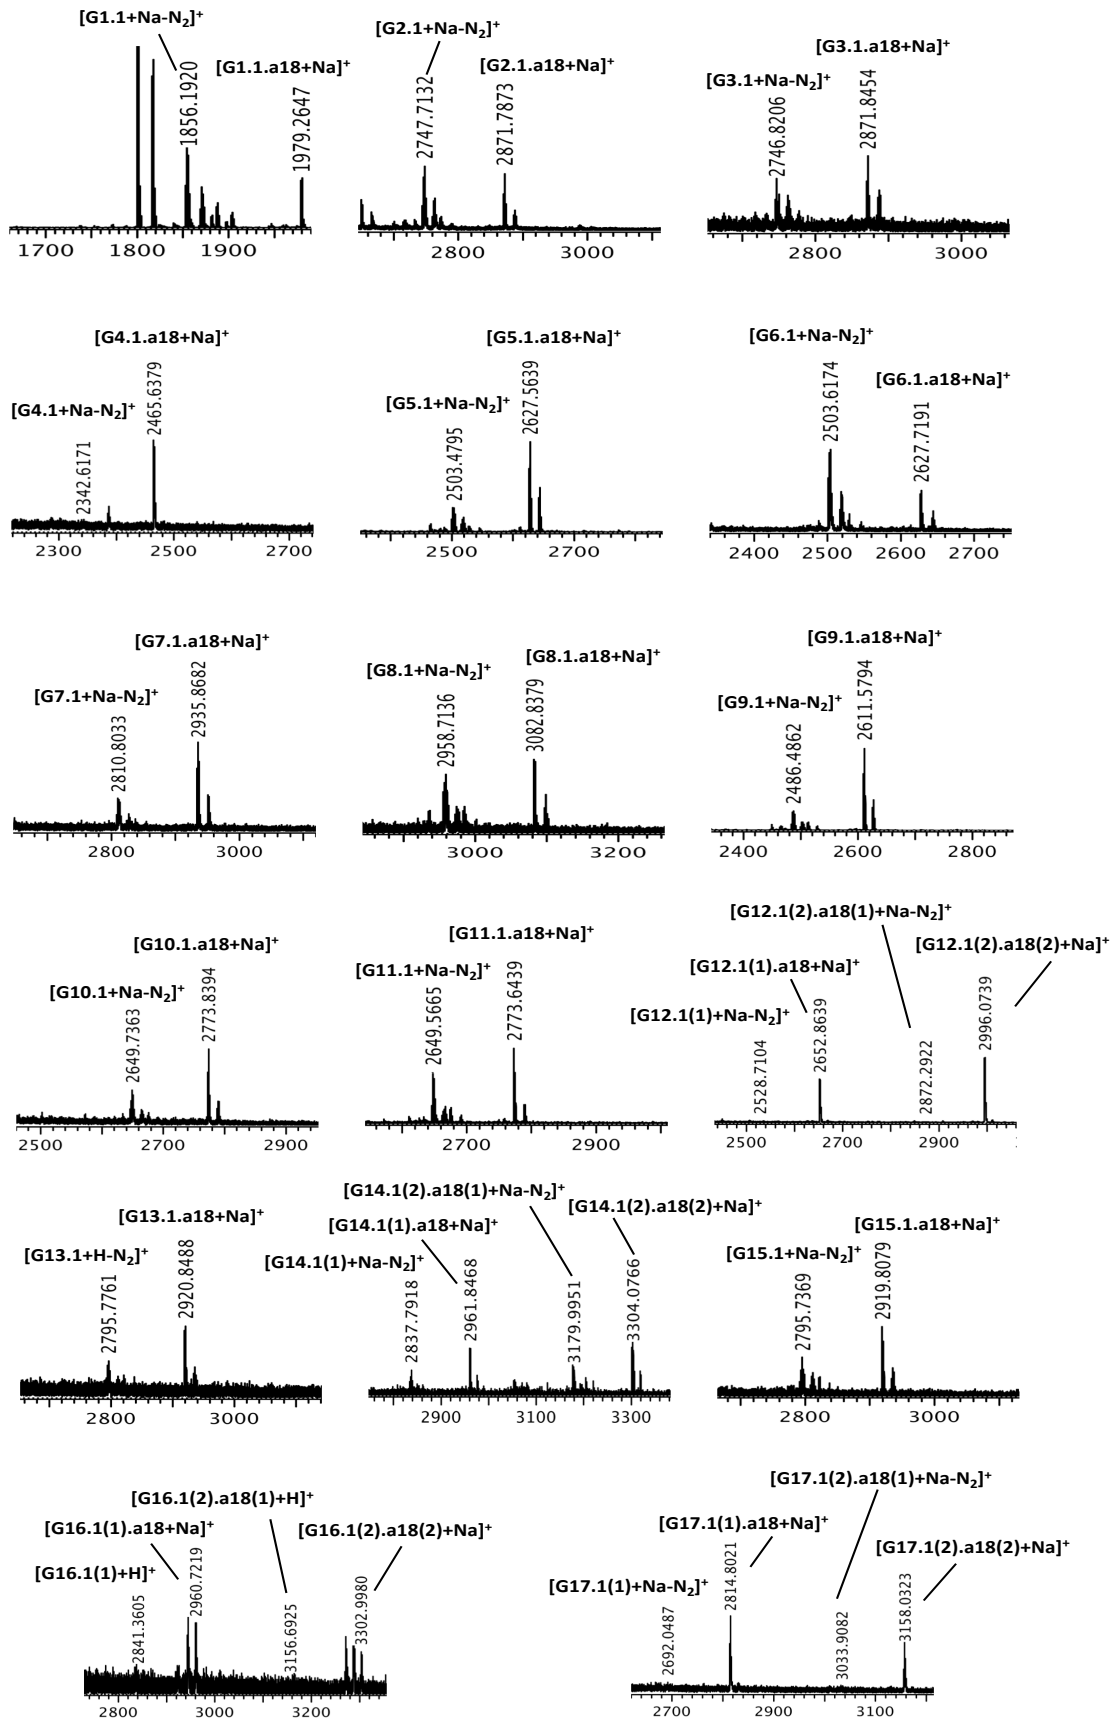 [G1.1+Na-N₂]⁺
1856.1920
[G1.1.a18+Na]⁺
1979.2647
1700 1800 1900
[G2.1+Na-N₂]⁺
2747.7132
[G2.1.a18+Na]⁺
2871.7873
2800 3000
[G3.1+Na-N₂]⁺
2746.8206
[G3.1.a18+Na]⁺
2871.8454
2800 3000
[G4.1+Na-N₂]⁺
2342.6171
[G4.1.a18+Na]⁺
2465.6379
2300 2500 2700
[G5.1+Na-N₂]⁺
2503.4795
[G5.1.a18+Na]⁺
2627.5639
2500 2700
[G6.1+Na-N₂]⁺
2503.6174
[G6.1.a18+Na]⁺
2627.7191
2400 2500 2600 2700
[G7.1+Na-N₂]⁺
2810.8033
[G7.1.a18+Na]⁺
2935.8682
2800 3000
[G8.1+Na-N₂]⁺
2958.7136
[G8.1.a18+Na]⁺
3082.8379
3000 3200
[G9.1+Na-N₂]⁺
2486.4862
[G9.1.a18+Na]⁺
2611.5794
2400 2600 2800
[G10.1+Na-N₂]⁺
2649.7363
[G10.1.a18+Na]⁺
2773.8394
2500 2700 2900
[G11.1+Na-N₂]⁺
2649.5665
[G11.1.a18+Na]⁺
2773.6439
2700 2900
[G12.1(1)+Na-N₂]⁺
2528.7104
[G12.1(1).a18+Na]⁺
2652.8639
[G12.1(2).a18(1)+Na-N₂]⁺
2872.2922
[G12.1(2).a18(2)+Na]⁺
2996.0739
2500 2700 2900
[G13.1+H-N₂]⁺
2795.7761
[G13.1.a18+Na]⁺
2920.8488
2800 3000
[G14.1(1)+Na-N₂]⁺
2837.7918
[G14.1(1).a18+Na]⁺
2961.8468
[G14.1(2).a18(1)+Na-N₂]⁺
3179.9951
[G14.1(2).a18(2)+Na]⁺
3304.0766
2900 3100 3300
[G15.1+Na-N₂]⁺
2795.7369
[G15.1.a18+Na]⁺
2919.8079
2800 3000
[G16.1(1)+H]⁺
2841.3605
[G16.1(1).a18+Na]⁺
2960.7219
[G16.1(2).a18(1)+H]⁺
3156.6925
[G16.1(2).a18(2)+Na]⁺
3302.9980
2800 3000 3200
[G17.1(1)+Na-N₂]⁺
2692.0487
[G17.1(1).a18+Na]⁺
2814.8021
[G17.1(2).a18(1)+Na-N₂]⁺
3033.9082
[G17.1(2).a18(2)+Na]⁺
3158.0323
2700 2900 3100